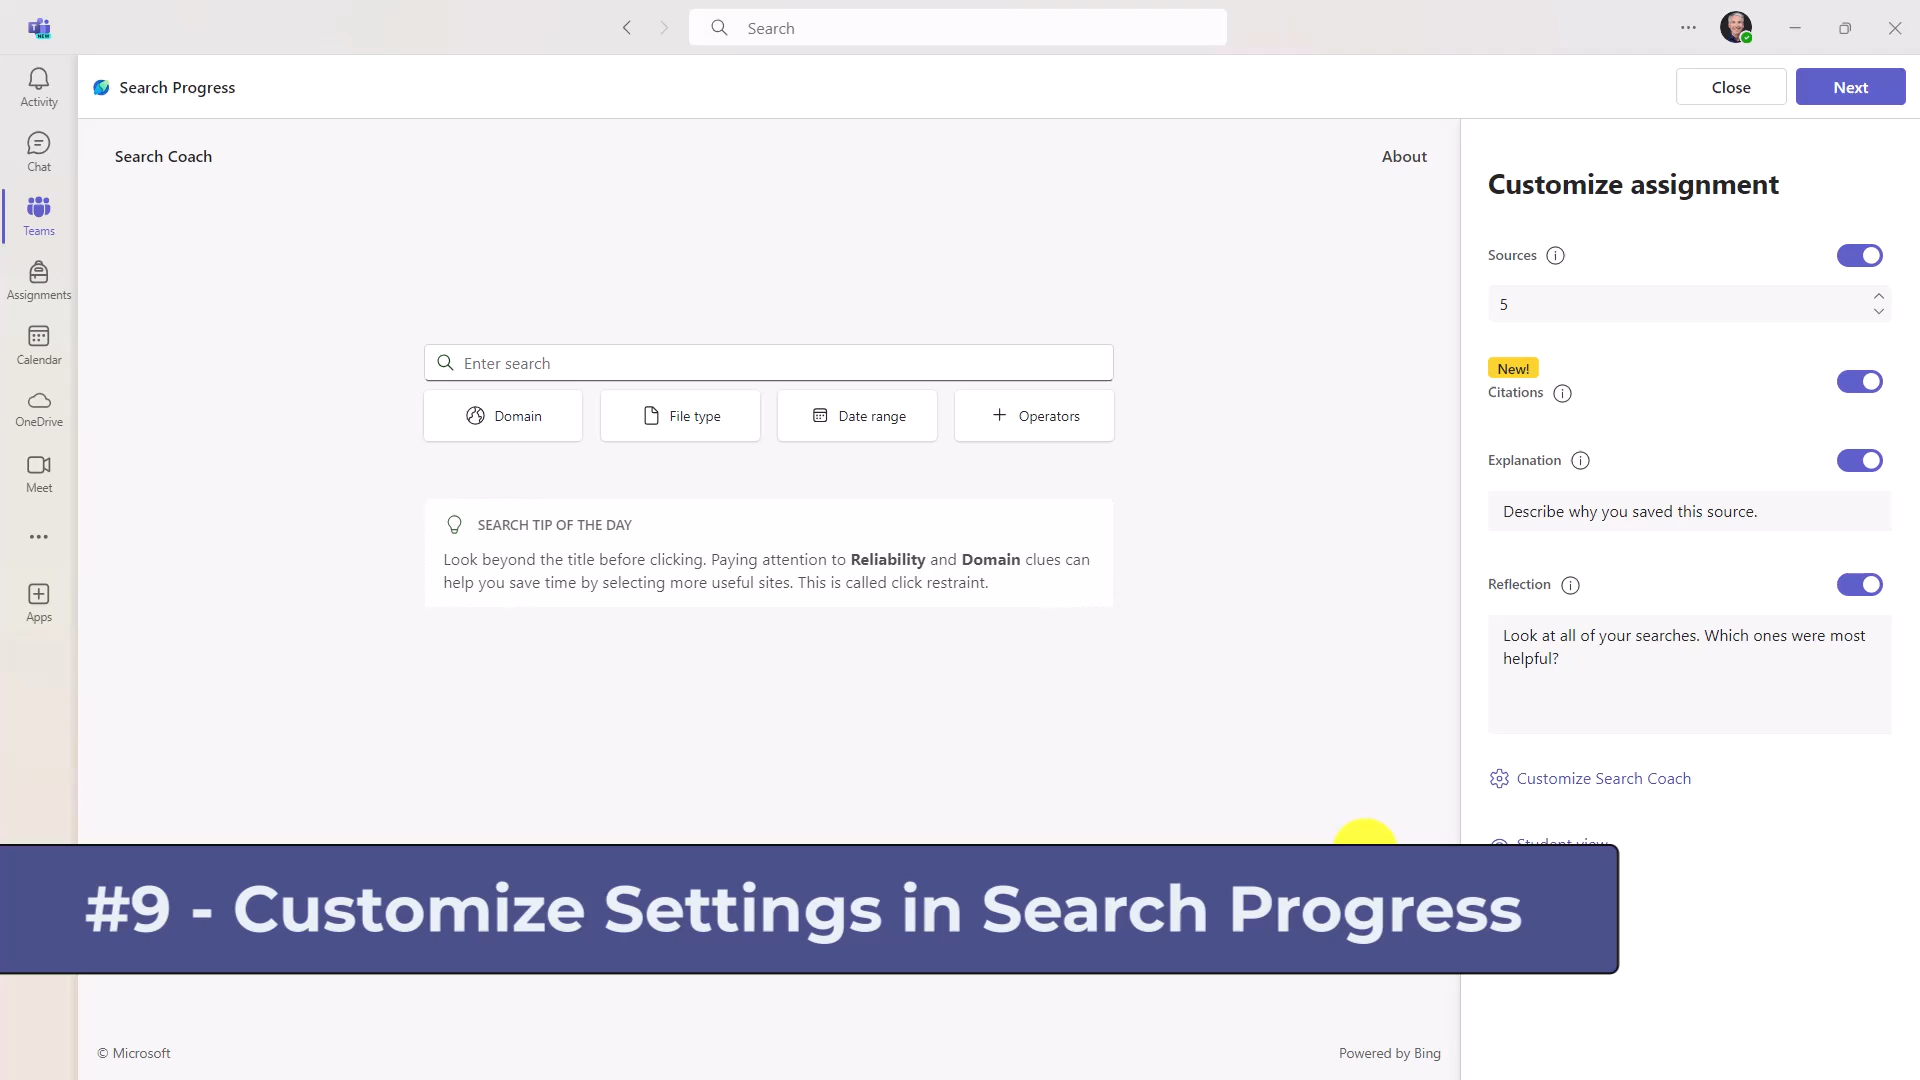 NEW
Search
Activity
Chat
Teams
Assignments
Calendar
OneDrive
Meet
Apps
Search Progress
Close
Next
Search Coach
About
Enter search
Domain
File type
Date range
Operators
SEARCH TIP OF THE DAY
Look beyond the title before clicking. Paying attention to Reliability and Domain clues can
help you save time by selecting more useful sites. This is called click restraint.
Customize assignment
Sources
5
New!
Citations
Explanation
Describe why you saved this source.
Reflection
Look at all of your searches. Which ones were most
helpful?
Customize Search Coach
Student view
#9 - Customize Settings in Search Progress
© Microsoft
Powered by Bing